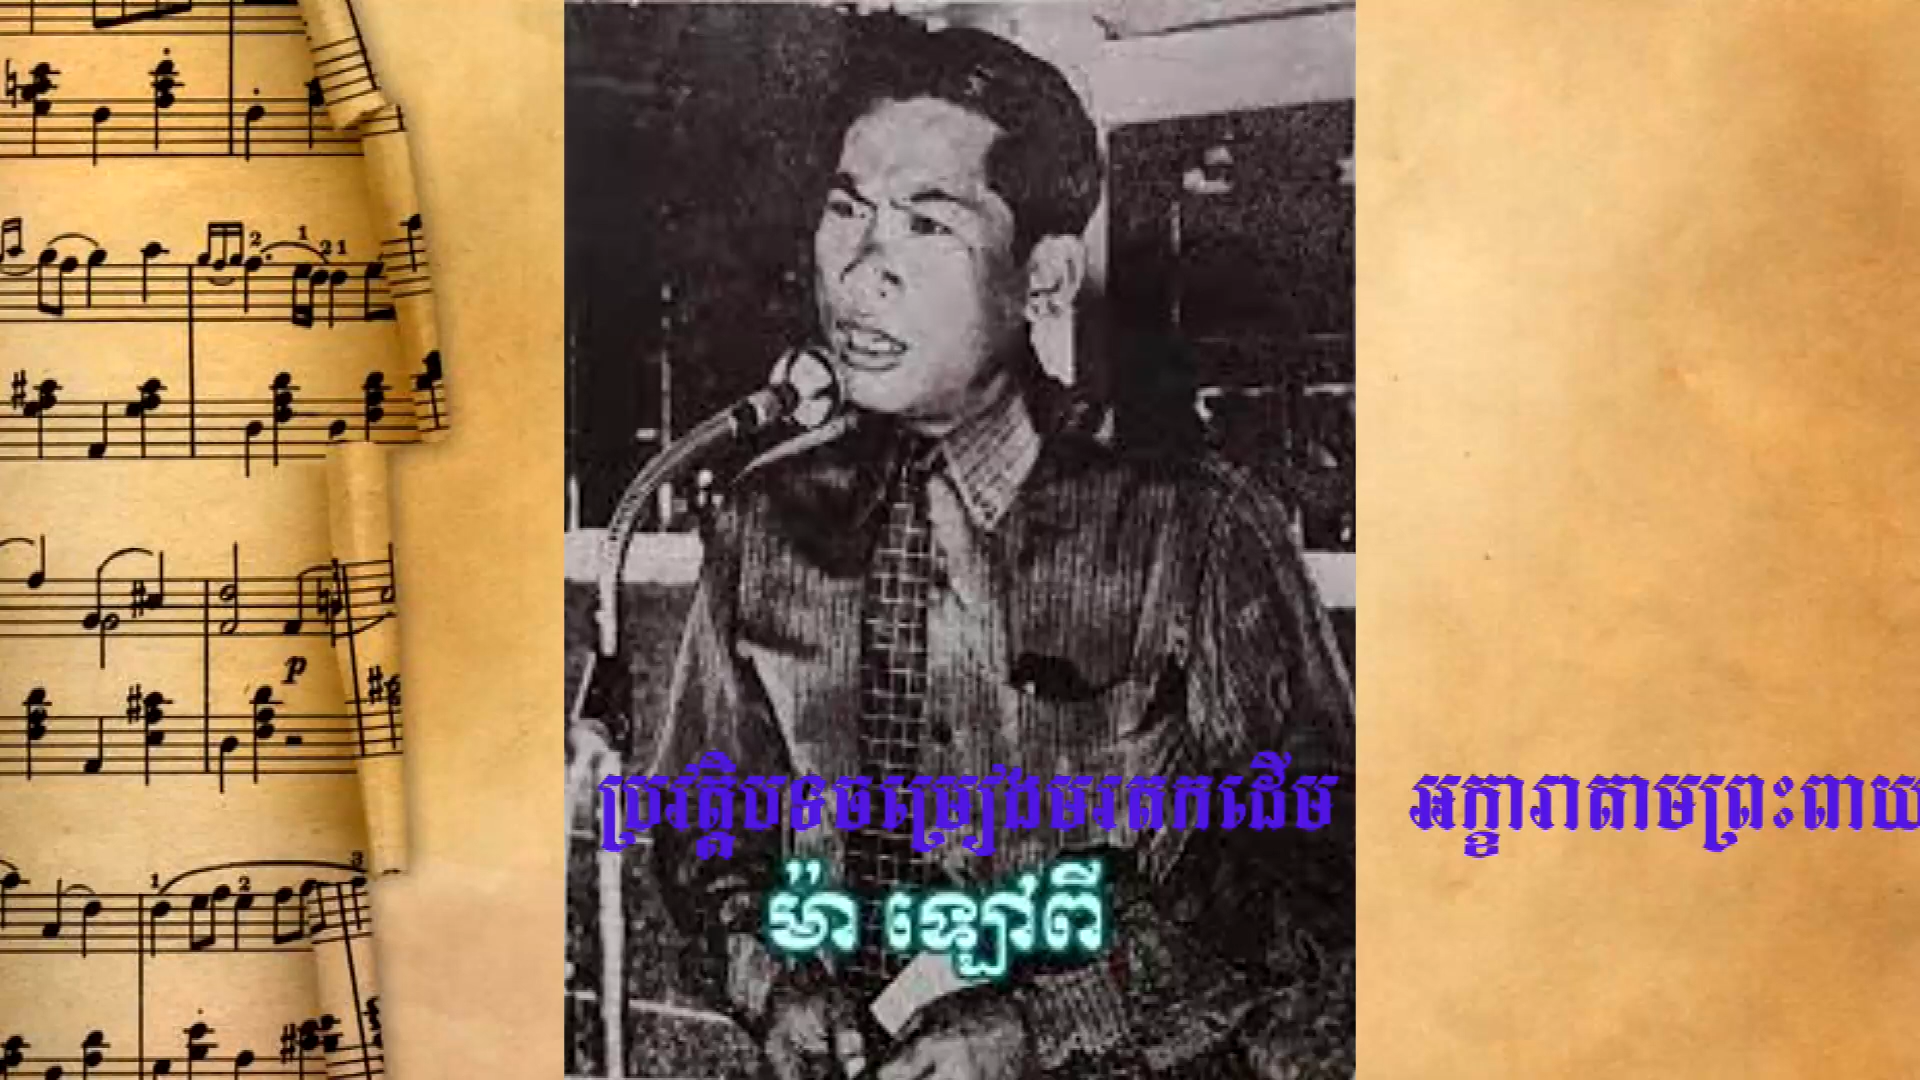 ប្រវត្តិបទចម្រៀងមរតកដើម អក្ខារាតាមព្រះពាយ
ម៉ា ឡៅពី